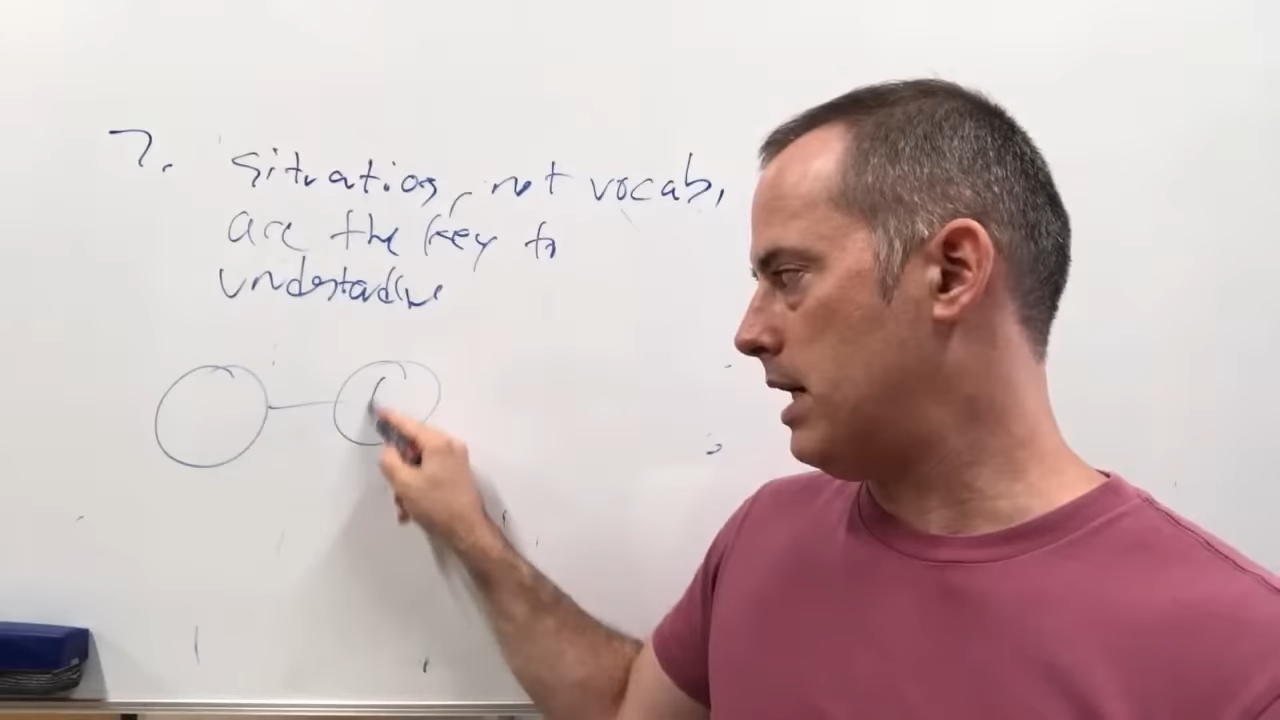 7. situations, not vocab,
are the key to
understanding